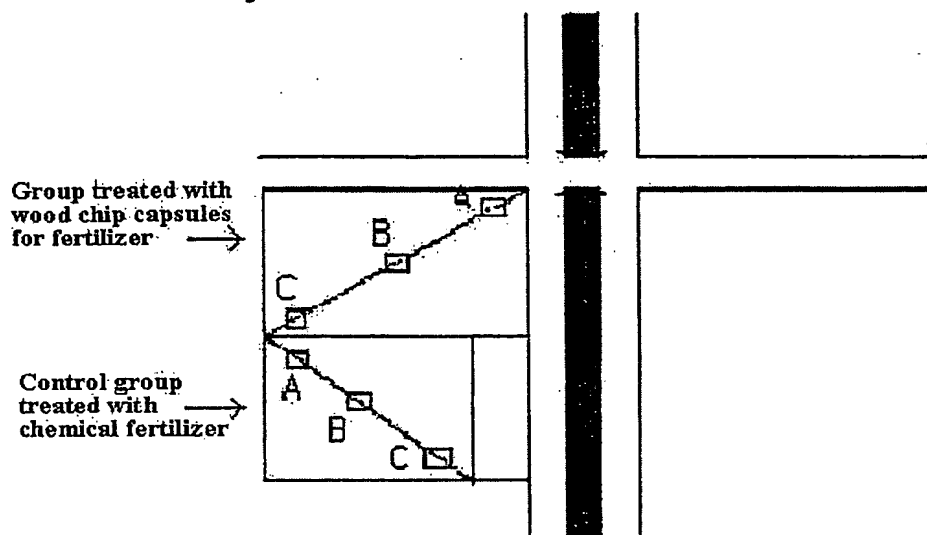 A
Group treated with
wood chip capsules
for fertilizer
B
C
Control group
treated with
chemical fertilizer
A
B
C